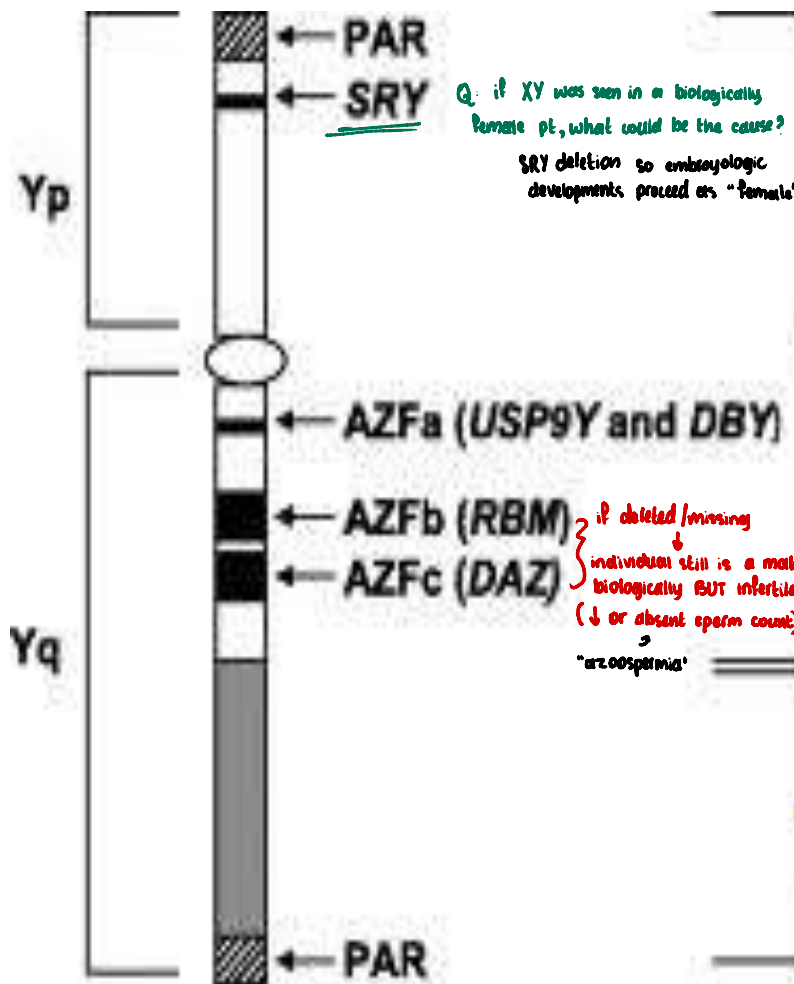 PAR
SRY
Q: if XY was seen in a biologically
female pt, what could be the cause?
SRY deletion so embryologic
developments proceed as "female"
Yp
AZFa (USP9Y and DBY)
AZFb (RBM)
AZFc (DAZ)
if deleted/missing
↓
individual still is a mal
biologically BUT infertile
(↓ or absent sperm count)
"azoospermia"
Yq
PAR